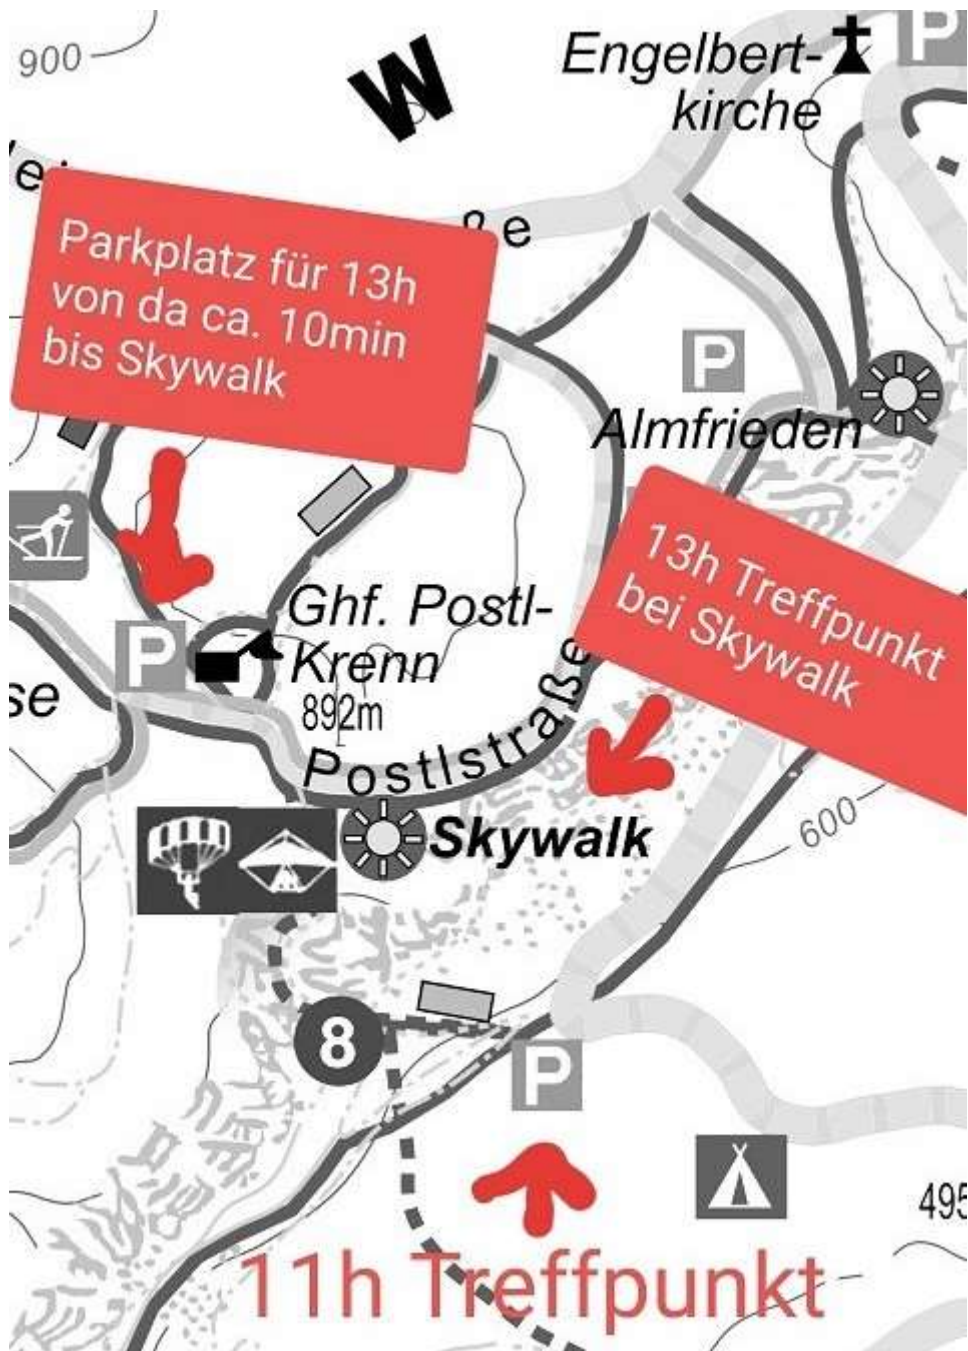 900
W
Engelbert-
kirche
P
Parkplatz für 13h
von da ca. 10min
bis Skywalk
P
Almfrieden
13h Treffpunkt
bei Skywalk
Ghf. Postl-
Krenn
P
892m
Postlstraße
Skywalk
600
8
P
495
11h Treffpunkt